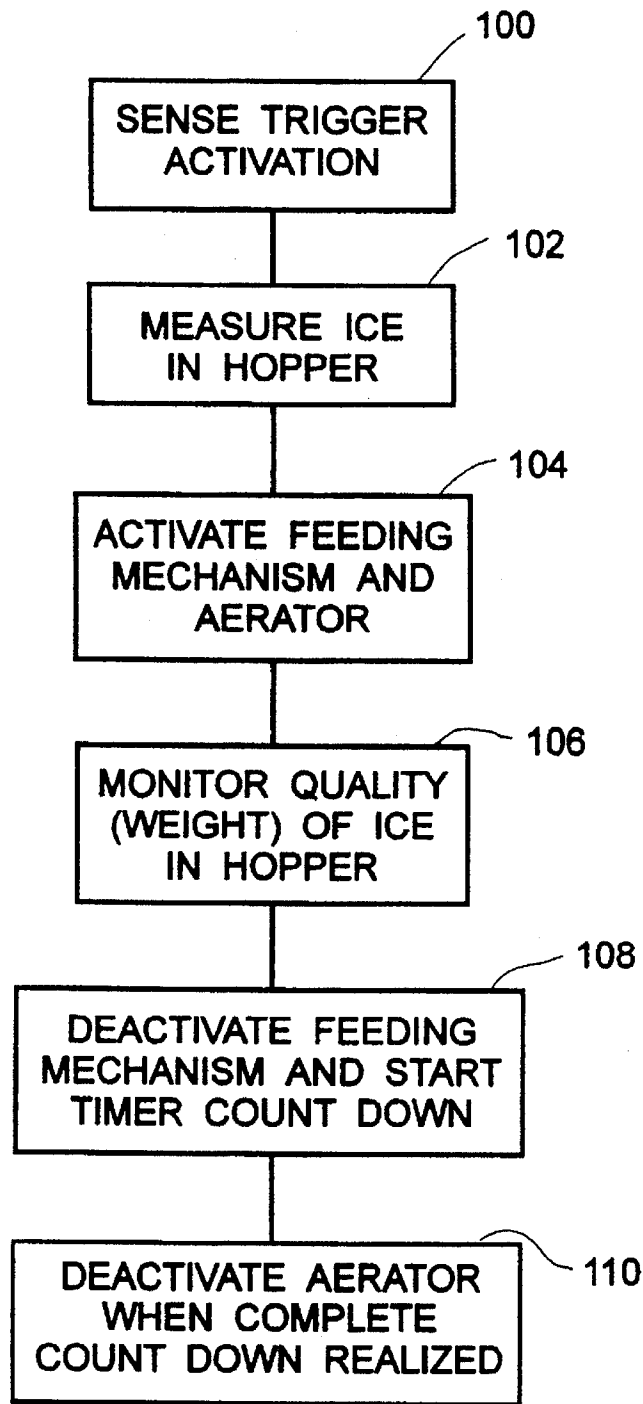 100
SENSE TRIGGER
ACTIVATION
102
MEASURE ICE
IN HOPPER
104
ACTIVATE FEEDING
MECHANISM AND
AERATOR
106
MONITOR QUALITY
(WEIGHT) OF ICE
IN HOPPER
108
DEACTIVATE FEEDING
MECHANISM AND START
TIMER COUNT DOWN
110
DEACTIVATE AERATOR
WHEN COMPLETE
COUNT DOWN REALIZED